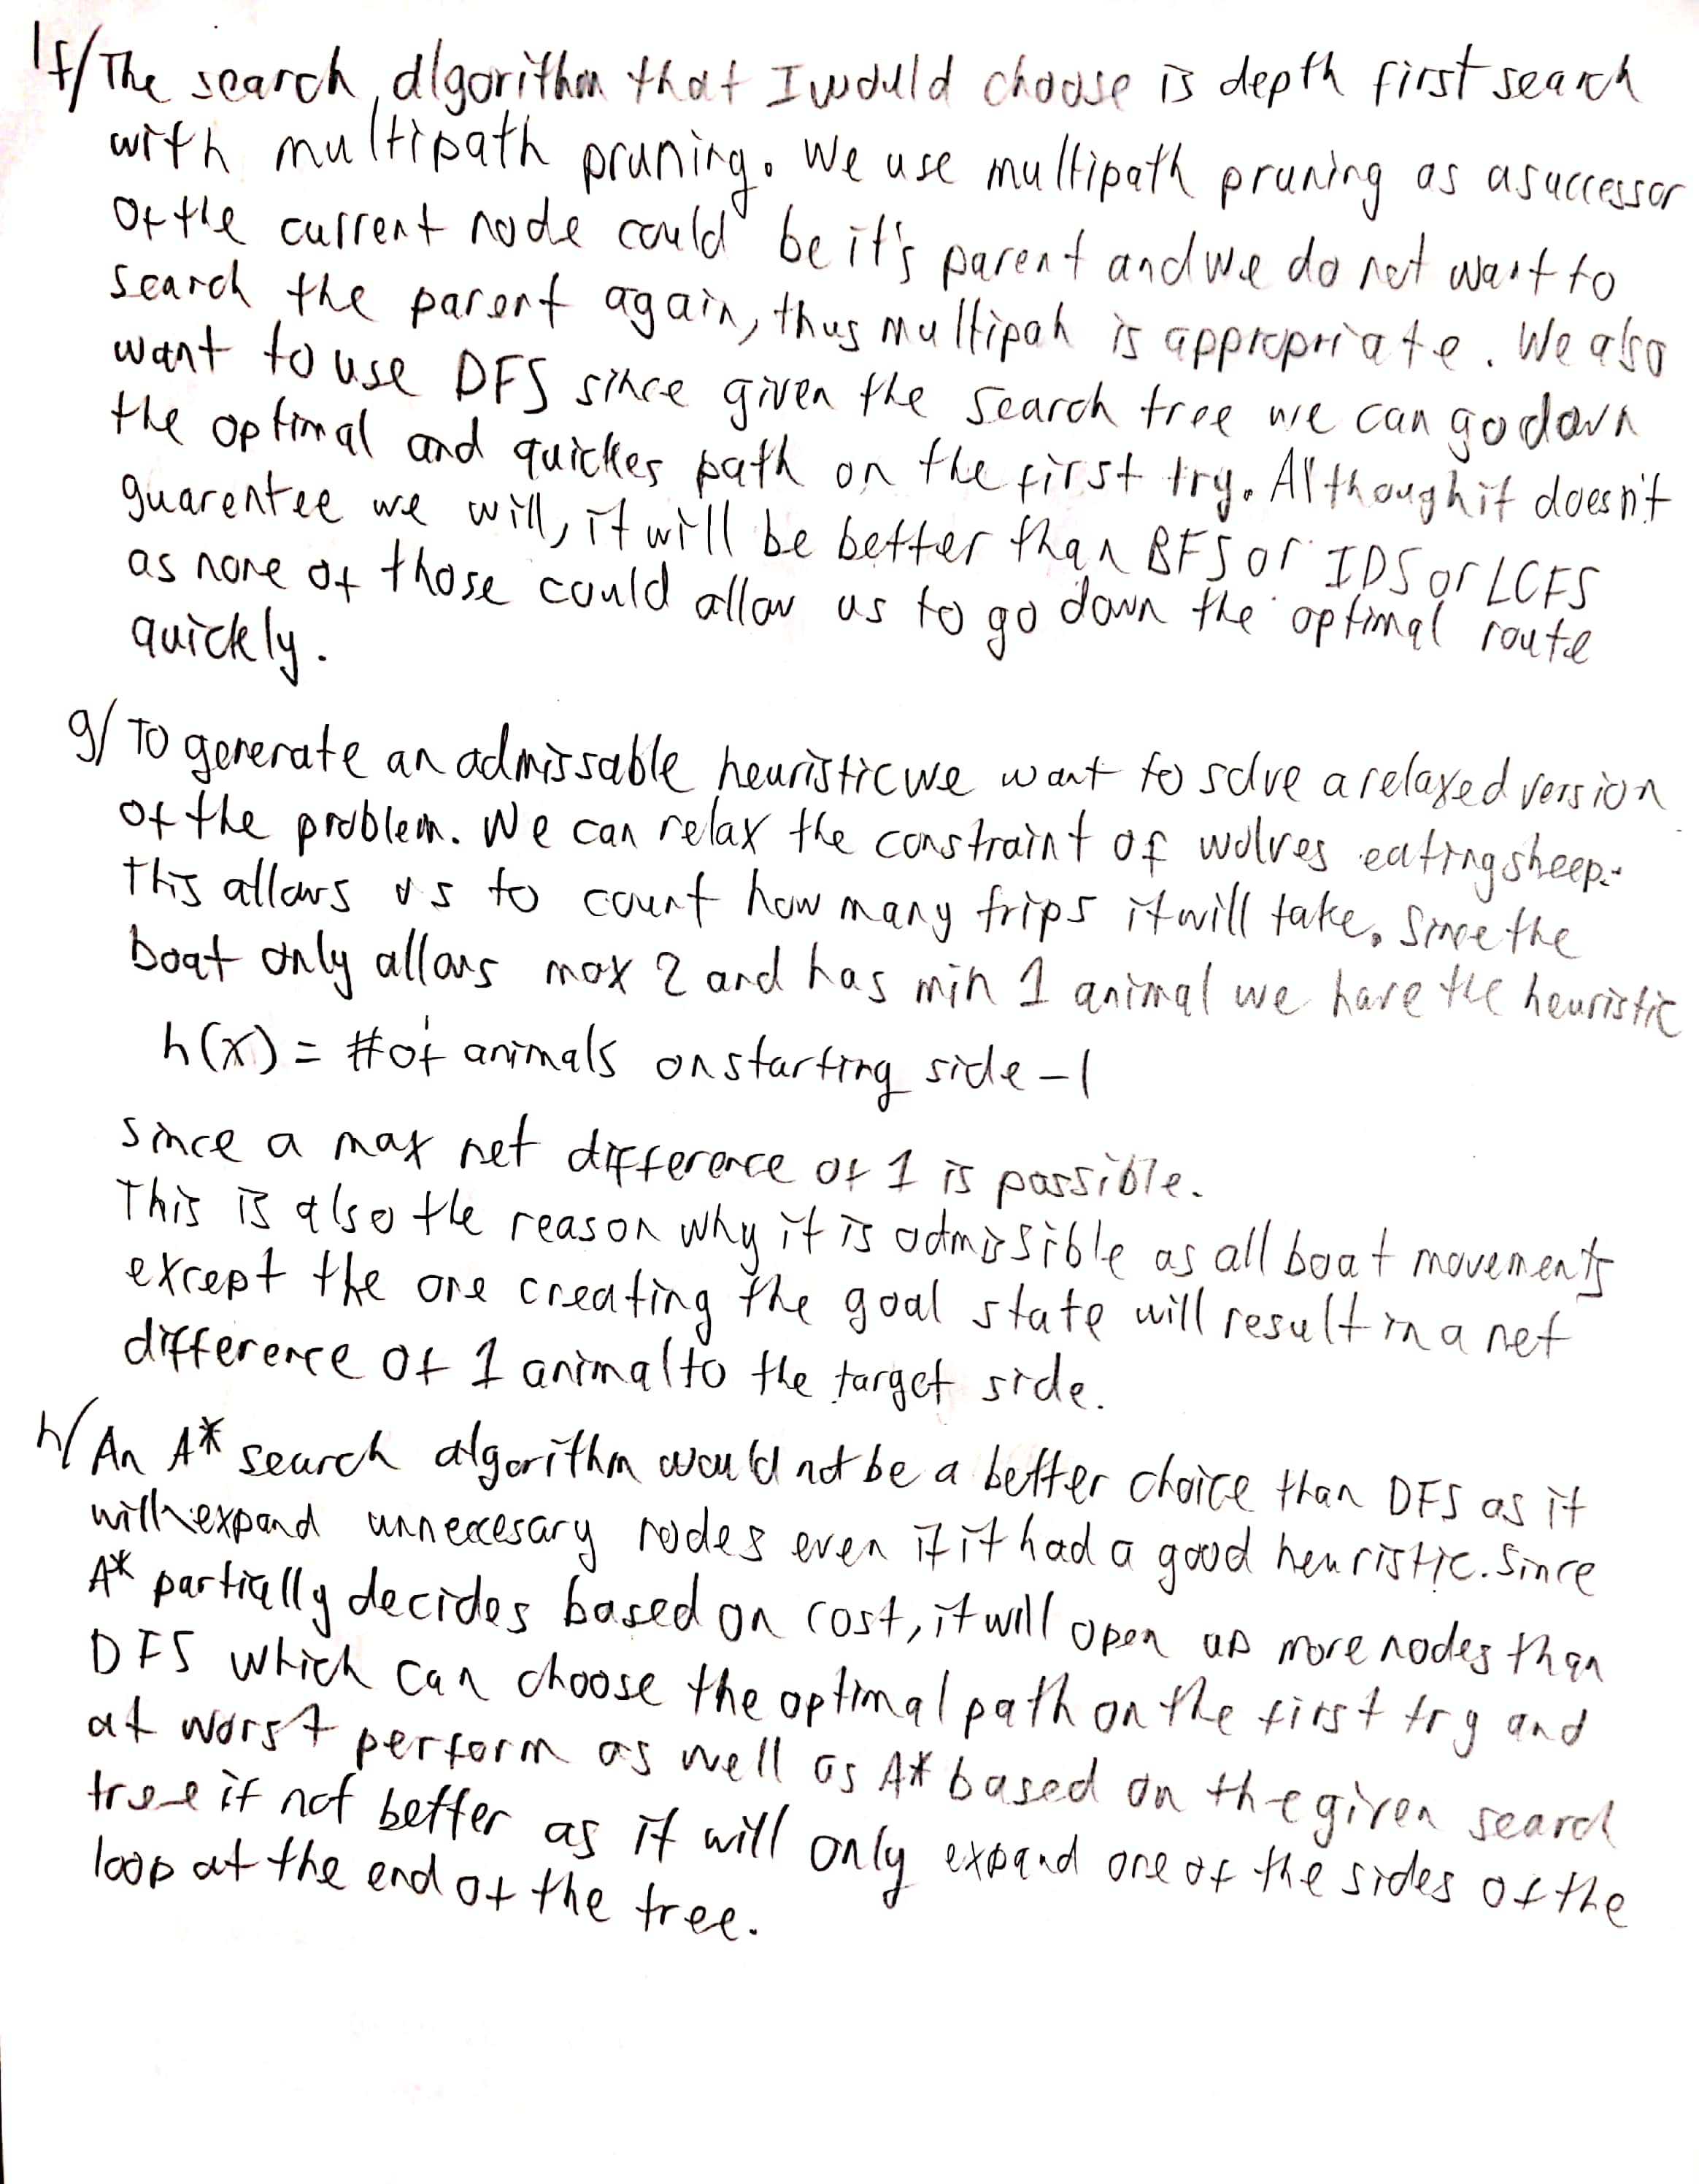 1f/ The search algorithm that I would choose is depth first search
with multipath pruning. We use multipath pruning as a successor
of the current node could be it's parent and we do not want to
search the parent again, thus multipah is appropriate. We also
want to use DFS since given the search tree we can go down
the optimal and quickes path on the first try. Although it doesn't
guarentee we will, it will be better than BFS or IDS or LCFS
as none of those could allow us to go down the optimal route
quickly.
g/ To generate an admissable heuristic we want to solve a relaxed version
of the problem. We can relax the constraint of wolves eating sheep.
This allows us to count how many trips it will take. Since the
boat only allows max 2 and has min 1 animal we have the heuristic
h(x) = # of animals on starting side - 1
since a max net difference of 1 is possible.
This is also the reason why it is admissible as all boat movements
except the one creating the goal state will result in a net
difference of 1 animal to the target side.
h/ An A* search algorithm would not be a better choice than DFS as it
will expand unneccesary nodes even if it had a good heuristic. Since
A* partially decides based on cost, it will open up more nodes than
DFS which can choose the optimal path on the first try and
at worst perform as well as A* based on the given search
tree if not better as it will only expand one of the sides of the
loop at the end of the tree.